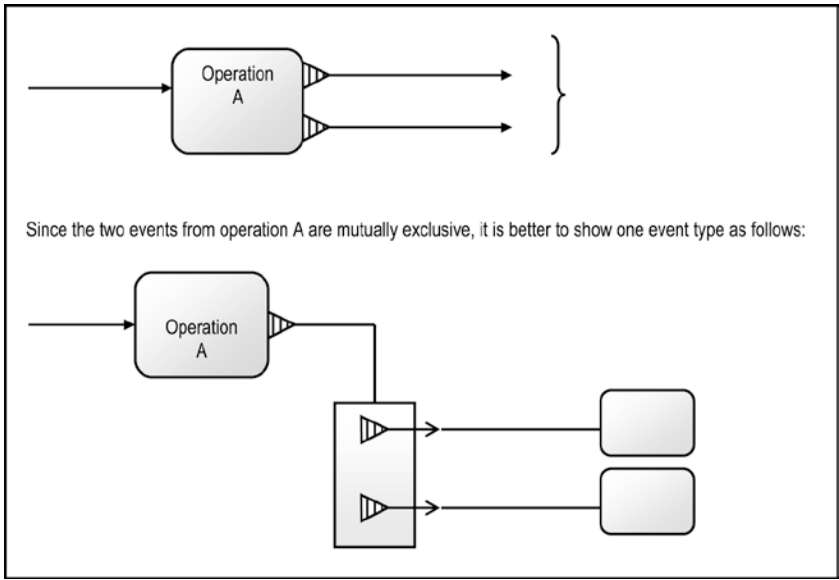 Operation
A
Since the two events from operation A are mutually exclusive, it is better to show one event type as follows:
Operation
A